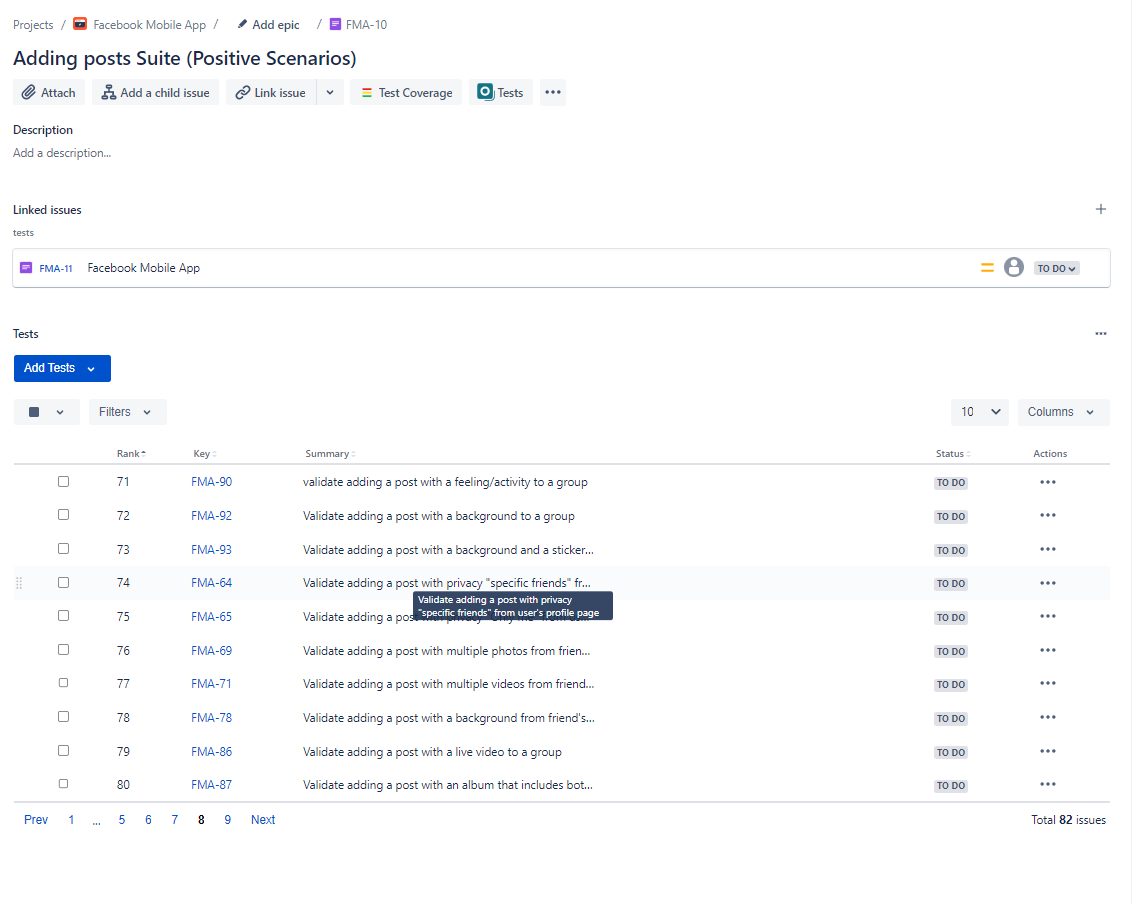 Projects / Facebook Mobile App / Add epic / FMA-10
Adding posts Suite (Positive Scenarios)
Attach Add a child issue Link issue Test Coverage Tests •••
Description
Add a description...
Linked issues +
tests
FMA-11 Facebook Mobile App TO DO
Tests •••
Add Tests
Filters 10 Columns
Rank Key Summary Status Actions
71 FMA-90 validate adding a post with a feeling/activity to a group TO DO •••
72 FMA-92 Validate adding a post with a background to a group TO DO •••
73 FMA-93 Validate adding a post with a background and a sticker... TO DO •••
74 FMA-64 Validate adding a post with privacy "specific friends" fr... TO DO •••
Validate adding a post with privacy
"specific friends" from user's profile page
75 FMA-65 Validate adding a post with privacy "Only me" from us... TO DO •••
76 FMA-69 Validate adding a post with multiple photos from frien... TO DO •••
77 FMA-71 Validate adding a post with multiple videos from friend... TO DO •••
78 FMA-78 Validate adding a post with a background from friend's... TO DO •••
79 FMA-86 Validate adding a post with a live video to a group TO DO •••
80 FMA-87 Validate adding a post with an album that includes bot... TO DO •••
Prev 1 ... 5 6 7 8 9 Next Total 82 issues